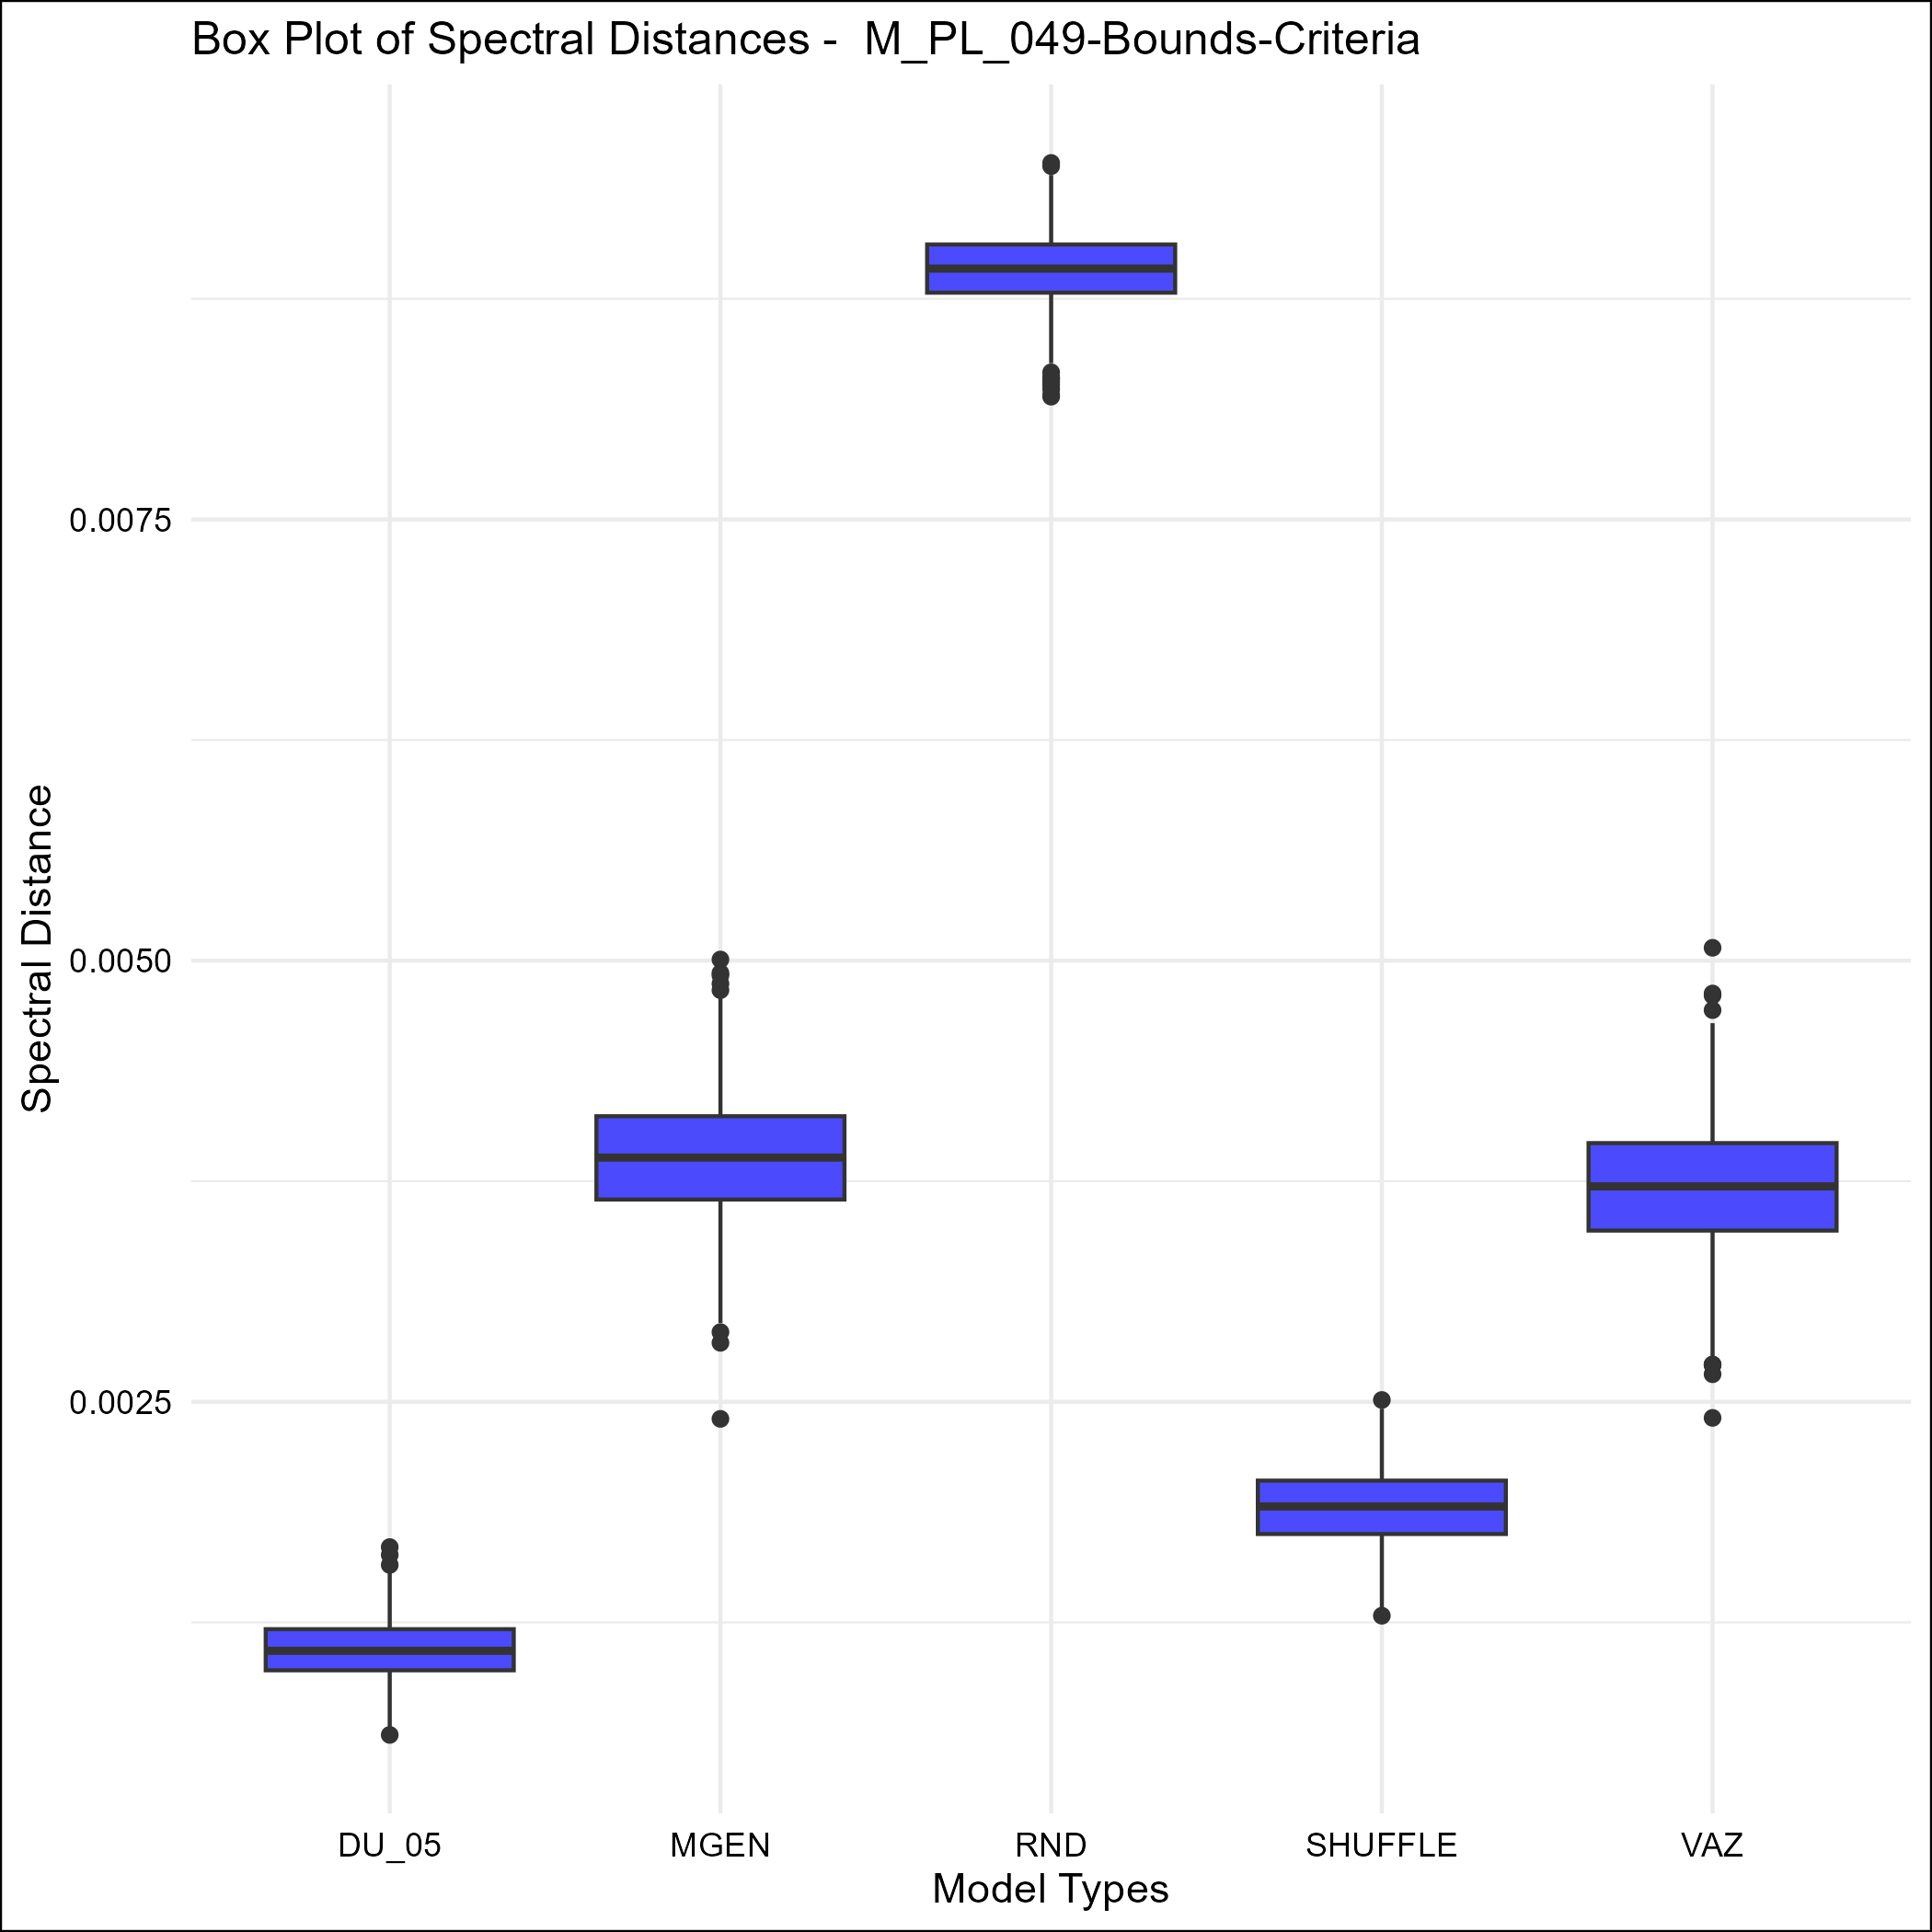 Box Plot of Spectral Distances -  M_PL_049-Bounds-Criteria
Spectral Distance
0.0075
0.0050
0.0025
DU_05 MGEN RND SHUFFLE VAZ
Model Types